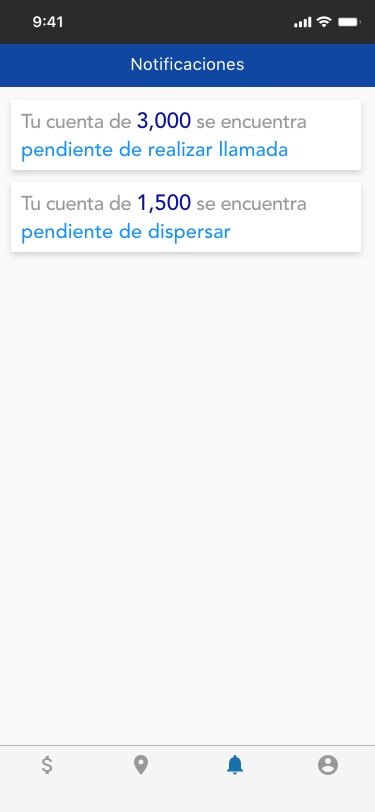 9:41
Notificaciones
Tu cuenta de 3,000 se encuentra
pendiente de realizar llamada
Tu cuenta de 1,500 se encuentra
pendiente de dispersar